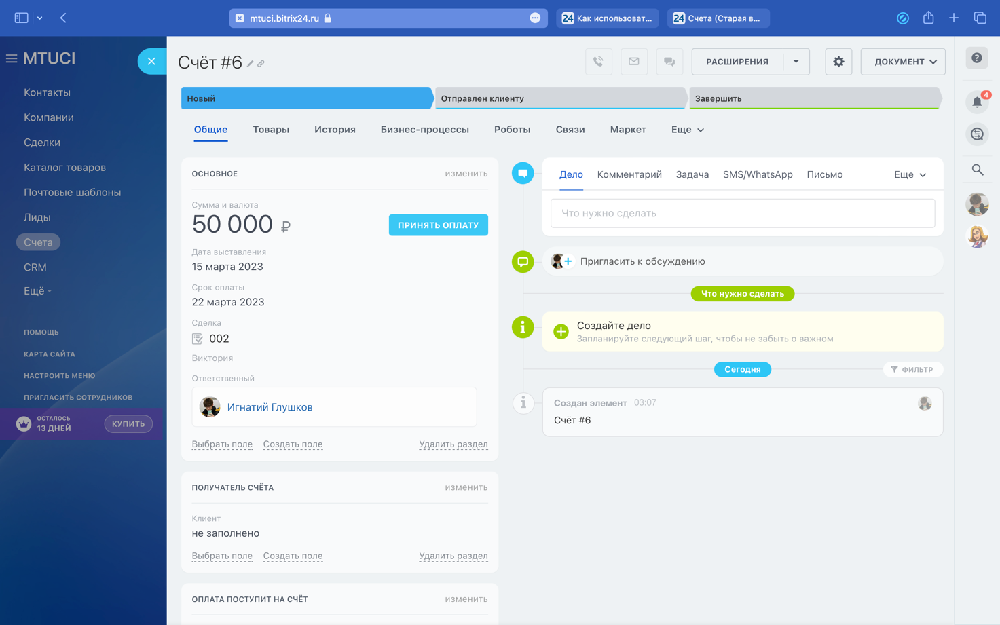 mtuci.bitrix24.ru
24 Как использоват...
24 Счета (Старая в...
MTUCI
Контакты
Компании
Сделки
Каталог товаров
Почтовые шаблоны
Лиды
Счета
CRM
Ещё
ПОМОЩЬ
КАРТА САЙТА
НАСТРОИТЬ МЕНЮ
ПРИГЛАСИТЬ СОТРУДНИКОВ
ОСТАЛОСЬ
13 ДНЕЙ
КУПИТЬ
Счёт #6
РАСШИРЕНИЯ
ДОКУМЕНТ
Новый
Отправлен клиенту
Завершить
Общие
Товары
История
Бизнес-процессы
Роботы
Связи
Маркет
Еще
ОСНОВНОЕ
изменить
Сумма и валюта
50 000 ₽
ПРИНЯТЬ ОПЛАТУ
Дата выставления
15 марта 2023
Срок оплаты
22 марта 2023
Сделка
002
Виктория
Ответственный
Игнатий Глушков
Выбрать поле
Создать поле
Удалить раздел
ПОЛУЧАТЕЛЬ СЧЁТА
изменить
Клиент
не заполнено
Выбрать поле
Создать поле
Удалить раздел
ОПЛАТА ПОСТУПИТ НА СЧЁТ
изменить
Дело
Комментарий
Задача
SMS/WhatsApp
Письмо
Еще
Что нужно сделать
Пригласить к обсуждению
Что нужно сделать
Создайте дело
Запланируйте следующий шаг, чтобы не забыть о важном
Сегодня
ФИЛЬТР
Создан элемент 03:07
Счёт #6
?
4